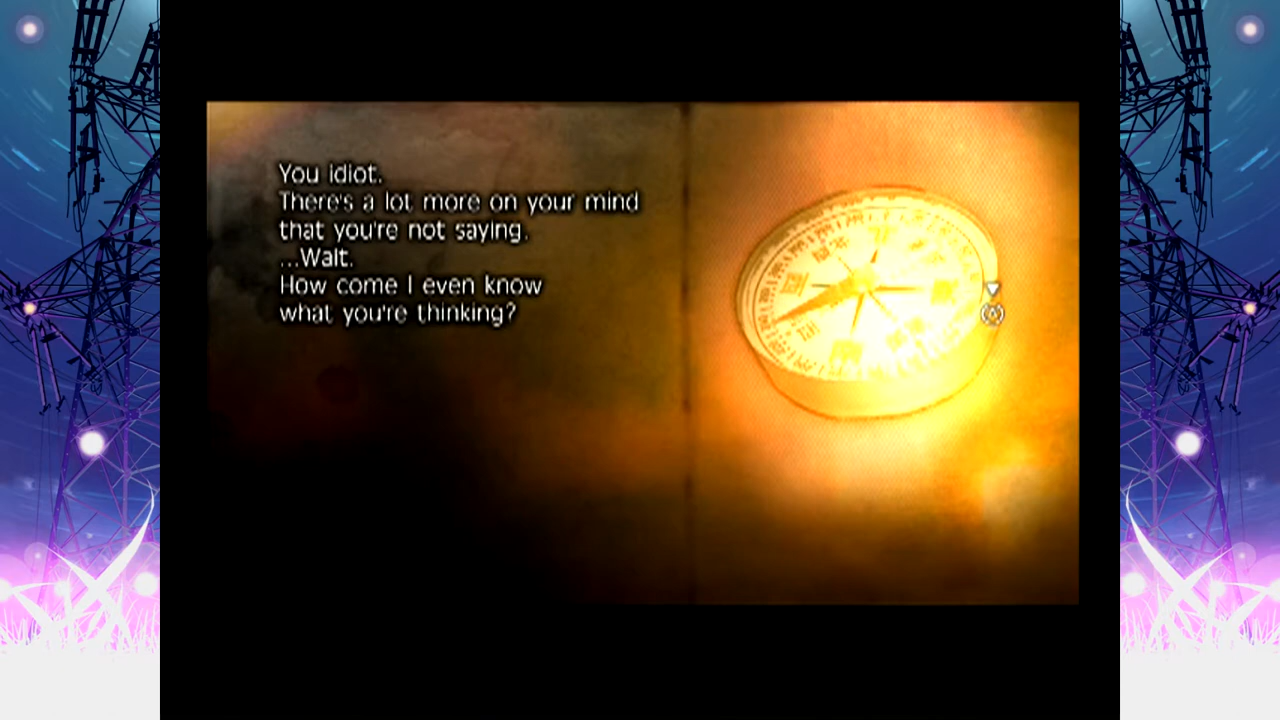 You idiot.
There's a lot more on your mind
that you're not saying.
...Wait.
How come I even know
what you're thinking?